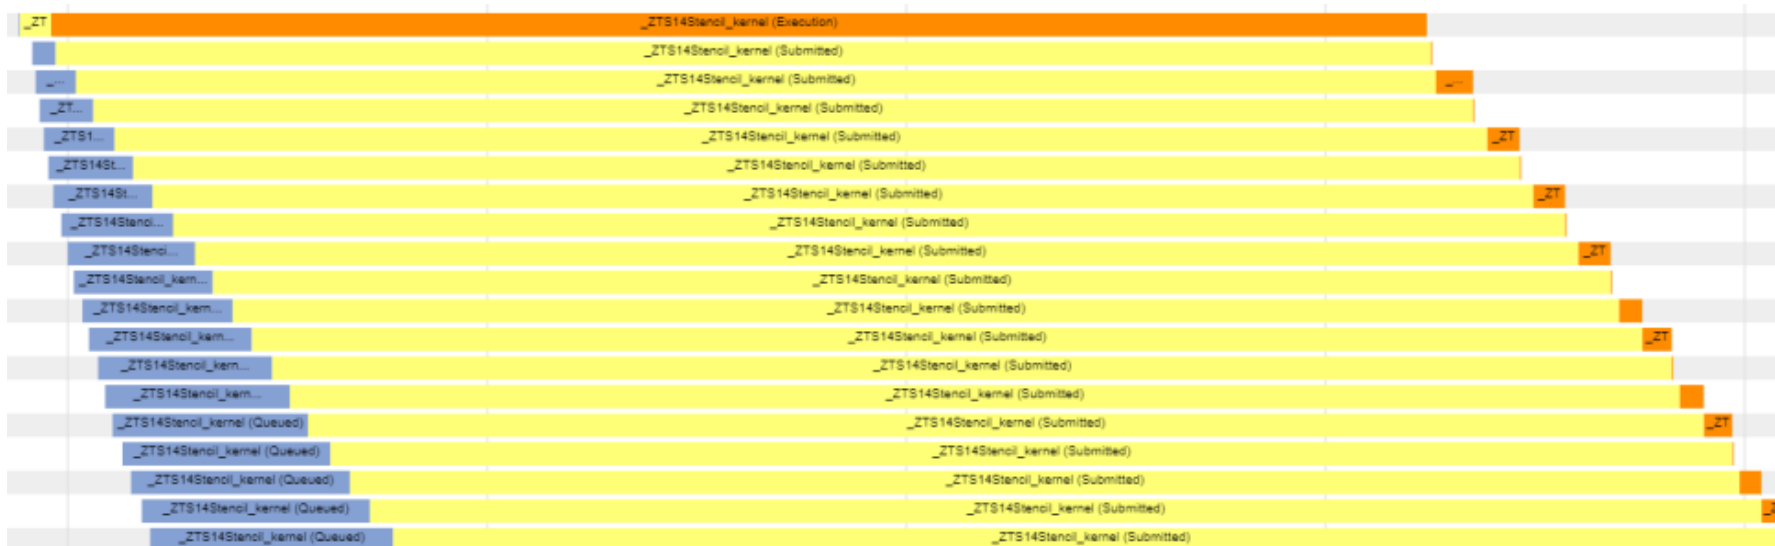 _ZT _ZTS14Stencil_kernel (Execution)
_ZTS14Stencil_kernel (Submitted)
_... _ZTS14Stencil_kernel (Submitted) _...
_ZT... _ZTS14Stencil_kernel (Submitted)
_ZTS1... _ZTS14Stencil_kernel (Submitted) _ZT
_ZTS14St... _ZTS14Stencil_kernel (Submitted)
_ZTS14St... _ZTS14Stencil_kernel (Submitted) _ZT
_ZTS14Stenci... _ZTS14Stencil_kernel (Submitted)
_ZTS14Stenci... _ZTS14Stencil_kernel (Submitted) _ZT
_ZTS14Stencil_kern... _ZTS14Stencil_kernel (Submitted)
_ZTS14Stencil_kern... _ZTS14Stencil_kernel (Submitted)
_ZTS14Stencil_kern... _ZTS14Stencil_kernel (Submitted) _ZT
_ZTS14Stencil_kern... _ZTS14Stencil_kernel (Submitted)
_ZTS14Stencil_kern... _ZTS14Stencil_kernel (Submitted)
_ZTS14Stencil_kernel (Queued) _ZTS14Stencil_kernel (Submitted) _ZT
_ZTS14Stencil_kernel (Queued) _ZTS14Stencil_kernel (Submitted)
_ZTS14Stencil_kernel (Queued) _ZTS14Stencil_kernel (Submitted)
_ZTS14Stencil_kernel (Queued) _ZTS14Stencil_kernel (Submitted)
_ZTS14Stencil_kernel (Queued) _ZTS14Stencil_kernel (Submitted)